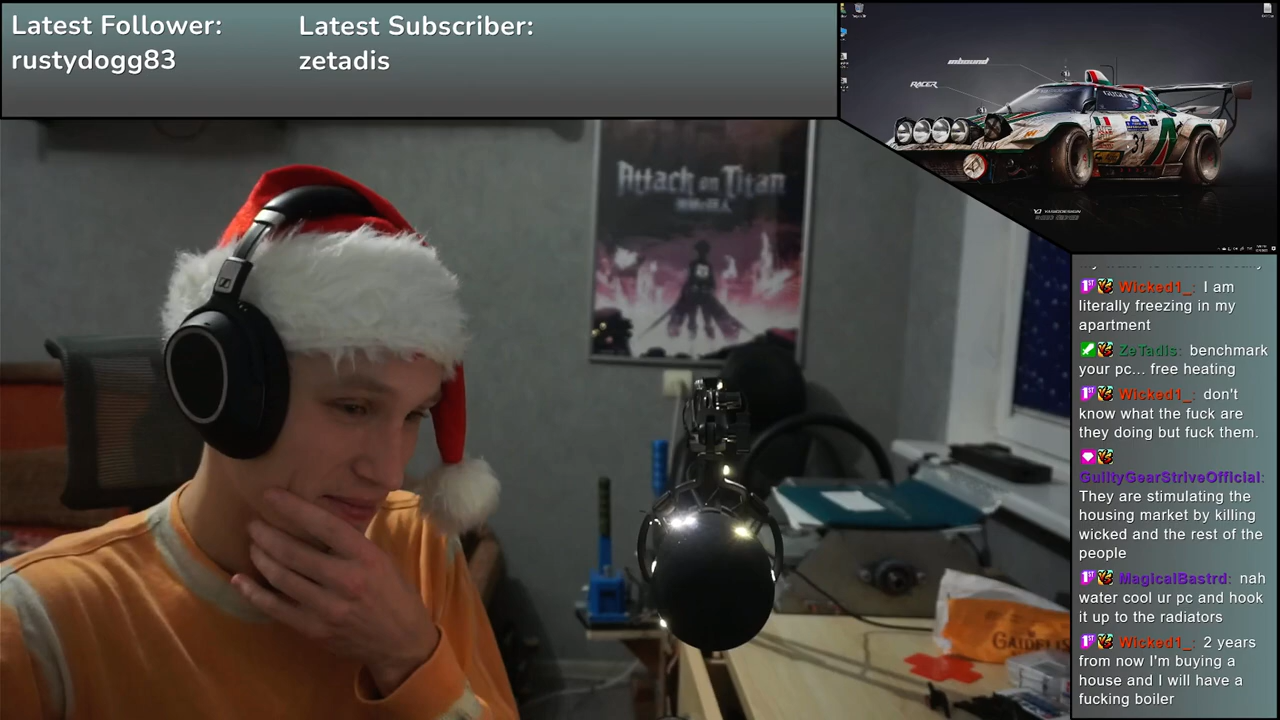 Latest Follower:
rustydogg83
Latest Subscriber:
zetadis
inbound
RACER
31
YASIDDESIGN
Attack on Titan
Wicked1_: I am
literally freezing in my
apartment
ZeTadis: benchmark
your pc... free heating
Wicked1_: don't
know what the fuck are
they doing but fuck them.
GuiltyGearStriveOfficial:
They are stimulating the
housing market by killing
wicked and the rest of the
people
MagicalBastrd: nah
water cool ur pc and hook
it up to the radiators
Wicked1_: 2 years
from now I'm buying a
house and I will have a
fucking boiler
GAIDELIS